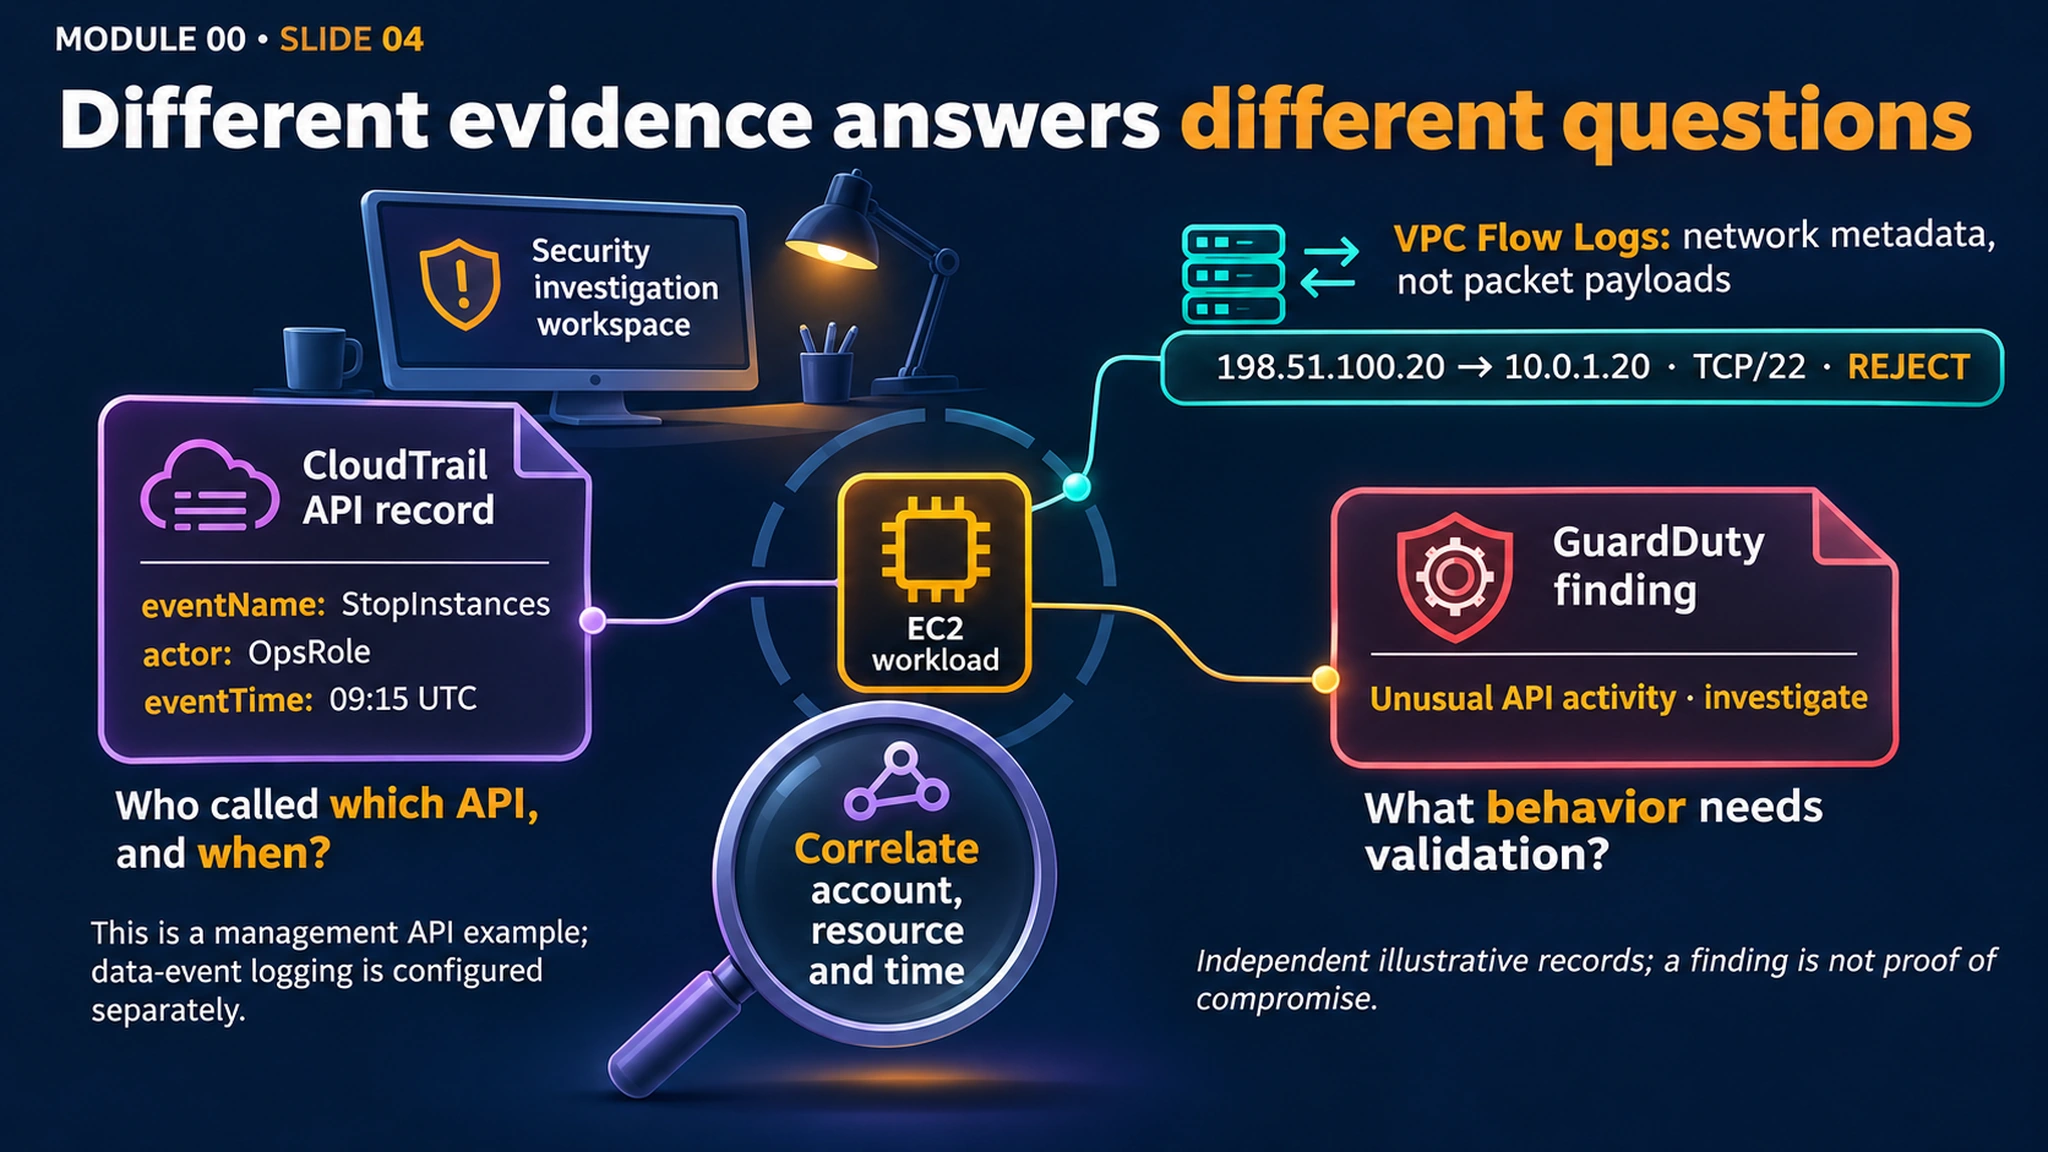 MODULE 00 • SLIDE 04
Different evidence answers different questions
Security
investigation
workspace
VPC Flow Logs: network metadata,
not packet payloads
198.51.100.20 → 10.0.1.20 · TCP/22 · REJECT
CloudTrail
API record
eventName: StopInstances
actor: OpsRole
eventTime: 09:15 UTC
Who called which API,
and when?
This is a management API example;
data-event logging is configured
separately.
EC2
workload
Correlate
account,
resource
and time
GuardDuty
finding
Unusual API activity · investigate
What behavior needs
validation?
Independent illustrative records; a finding is not proof of
compromise.